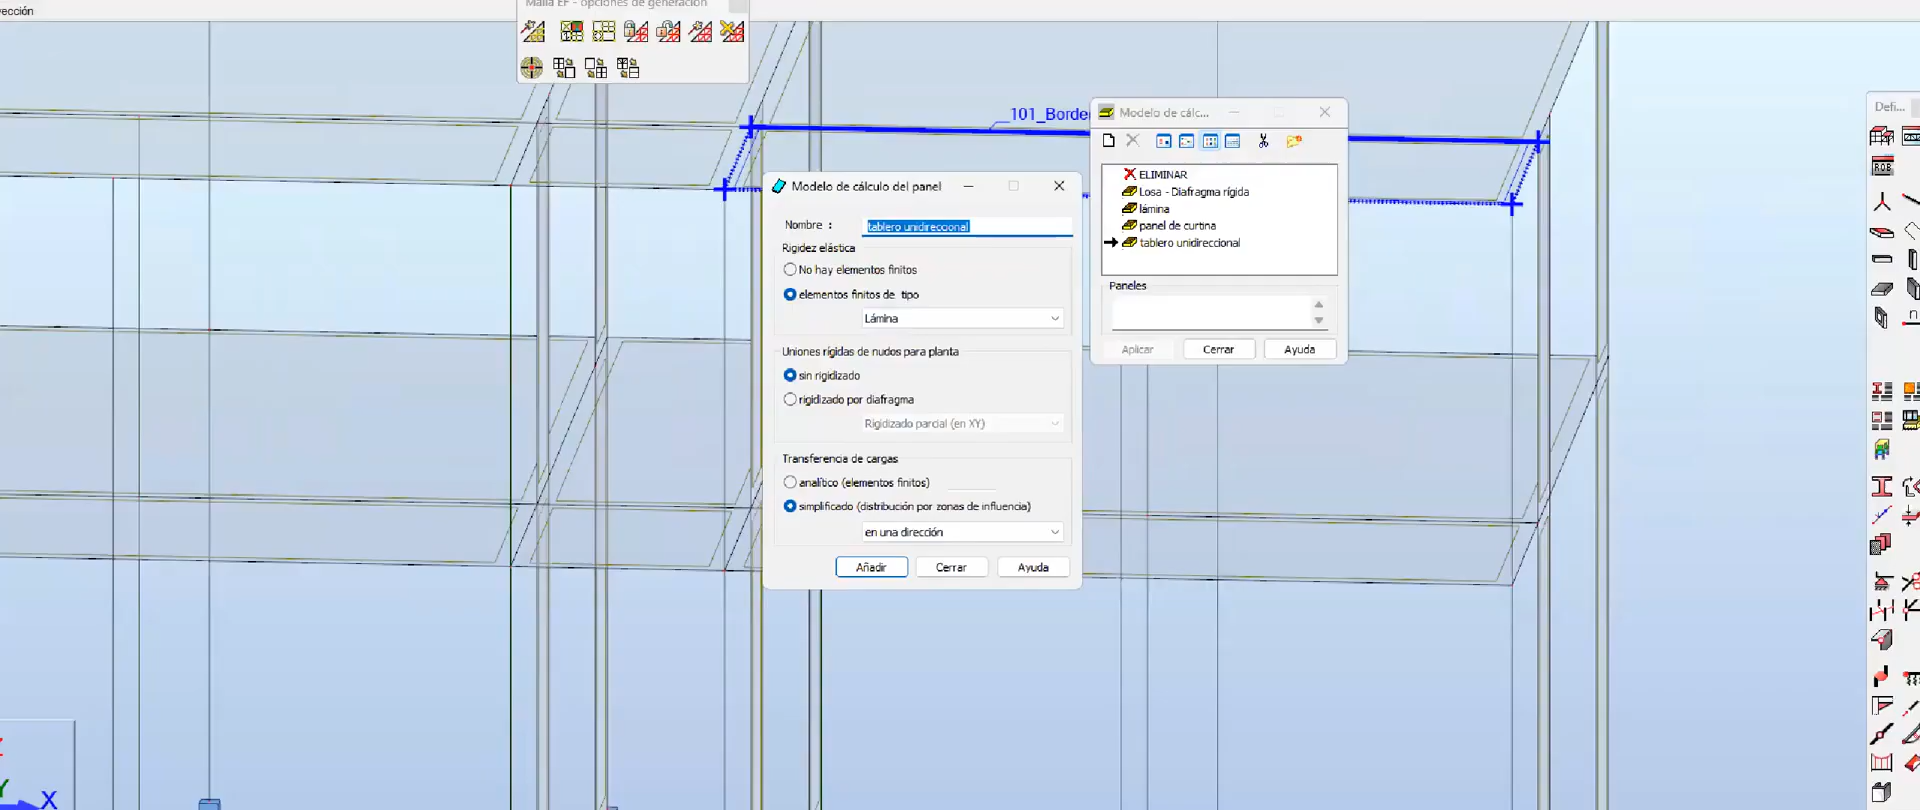 rección
Malla EF - opciones de generación
101_Borde
Modelo de cálc...
ELIMINAR
Losa - Diafragma rígida
lámina
panel de curtina
tablero unidireccional
Paneles
Aplicar
Cerrar
Ayuda
Modelo de cálculo del panel
Nombre :
tablero unidireccional
Rigidez elástica
No hay elementos finitos
elementos finitos de tipo
Lámina
Uniones rígidas de nudos para planta
sin rigidizado
rigidizado por diafragma
Rigidizado parcial (en XY)
Transferencia de cargas
analítico (elementos finitos)
simplificado (distribución por zonas de influencia)
en una dirección
Añadir
Cerrar
Ayuda
Defi...
ROB
n
Z
Y
X